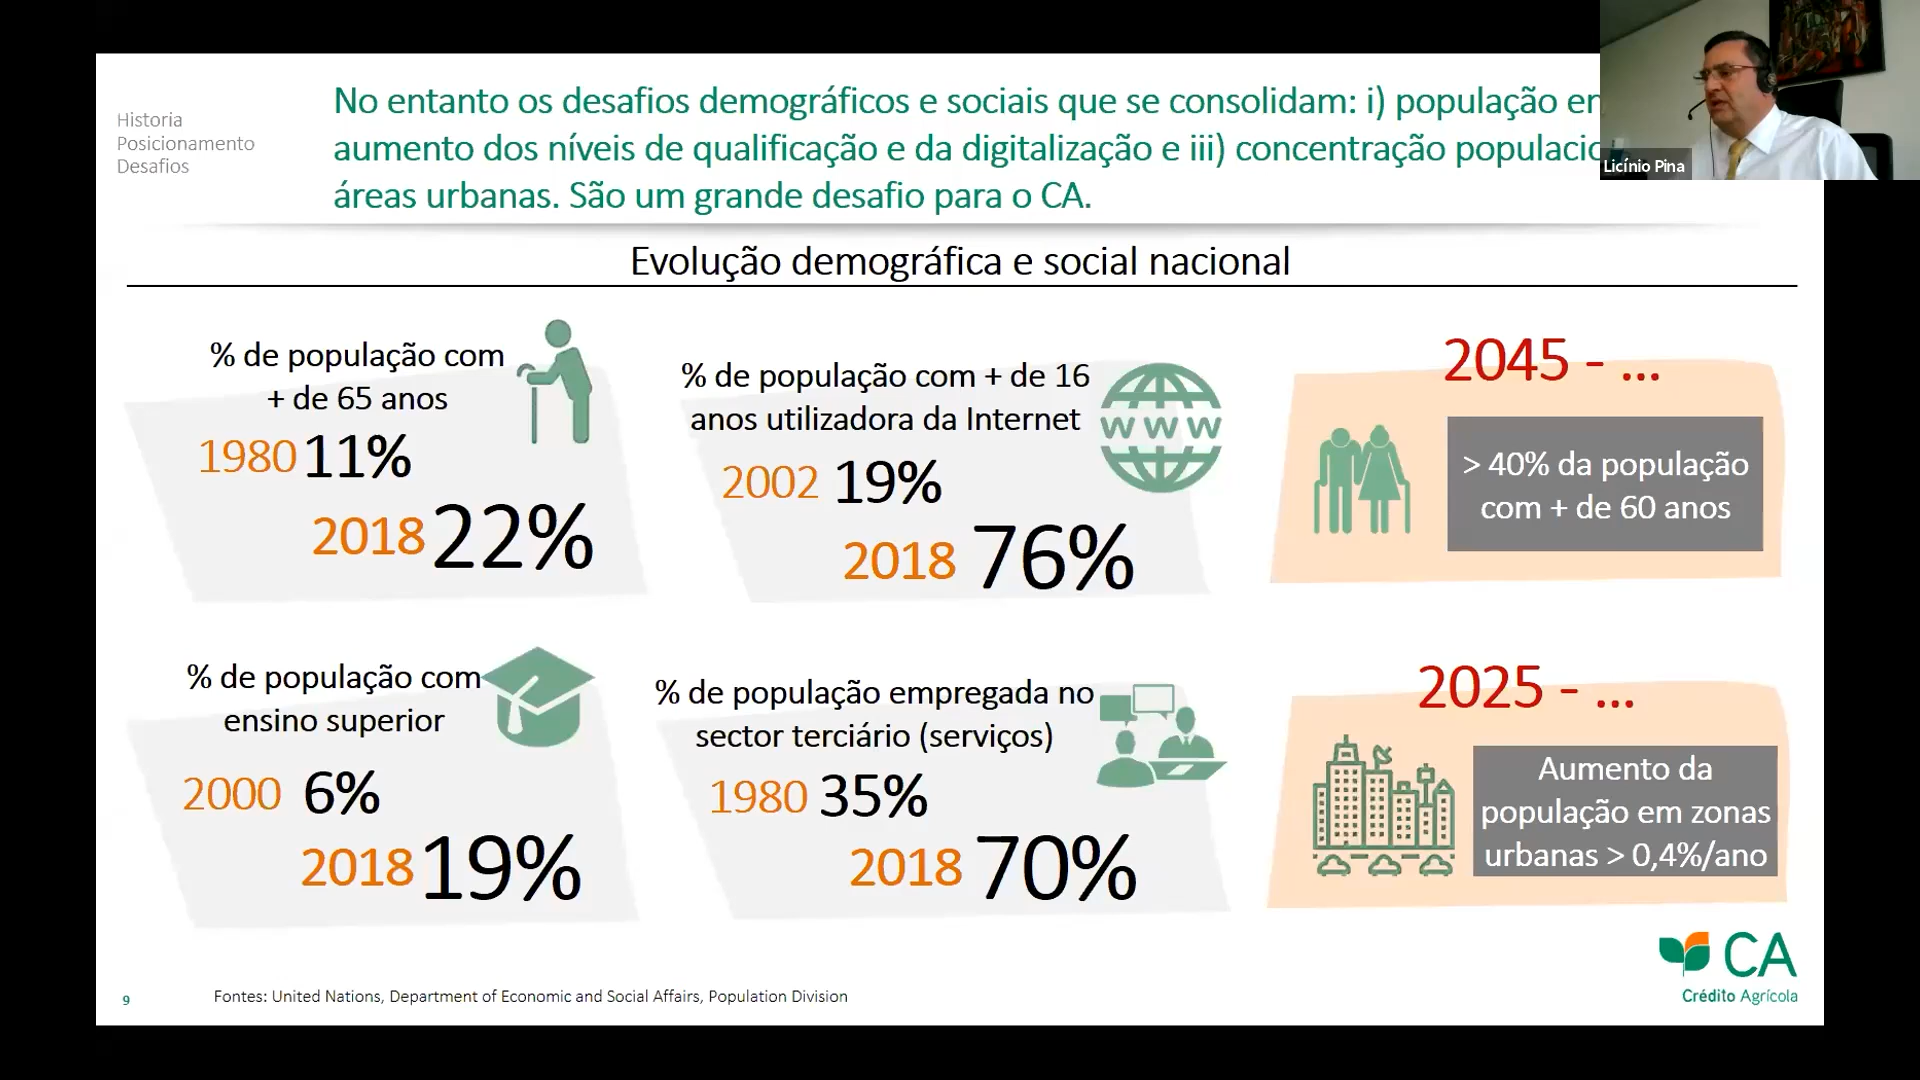 Historia
Posicionamento
Desafios
No entanto os desafios demográficos e sociais que se consolidam: i) população
aumento dos níveis de qualificação e da digitalização e iii) concentração
áreas urbanas. São um grande desafio para o CA.
Licínio Pina
Evolução demográfica e social nacional
% de população com
+ de 65 anos
1980 11%
2018 22%
% de população com + de 16
anos utilizadora da Internet
www
2002 19%
2018 76%
2045 - ...
> 40% da população
com + de 60 anos
% de população com
ensino superior
2000 6%
2018 19%
% de população empregada no
sector terciário (serviços)
1980 35%
2018 70%
2025 - ...
Aumento da
população em zonas
urbanas > 0,4%/ano
CA
Crédito Agrícola
9
Fontes: United Nations, Department of Economic and Social Affairs, Population Division